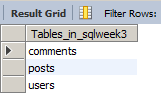 Result Grid Filter Rows:
Tables_in_sqlweek3
comments
posts
users